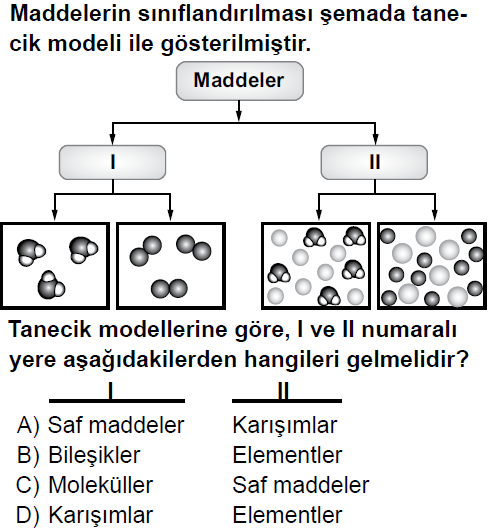 Maddelerin sınıflandırılması şemada tane-
cik modeli ile gösterilmiştir.
Maddeler
I II
Tanecik modellerine göre, I ve II numaralı
yere aşağıdakilerden hangileri gelmelidir?
I II
A) Saf maddeler Karışımlar
B) Bileşikler Elementler
C) Moleküller Saf maddeler
D) Karışımlar Elementler